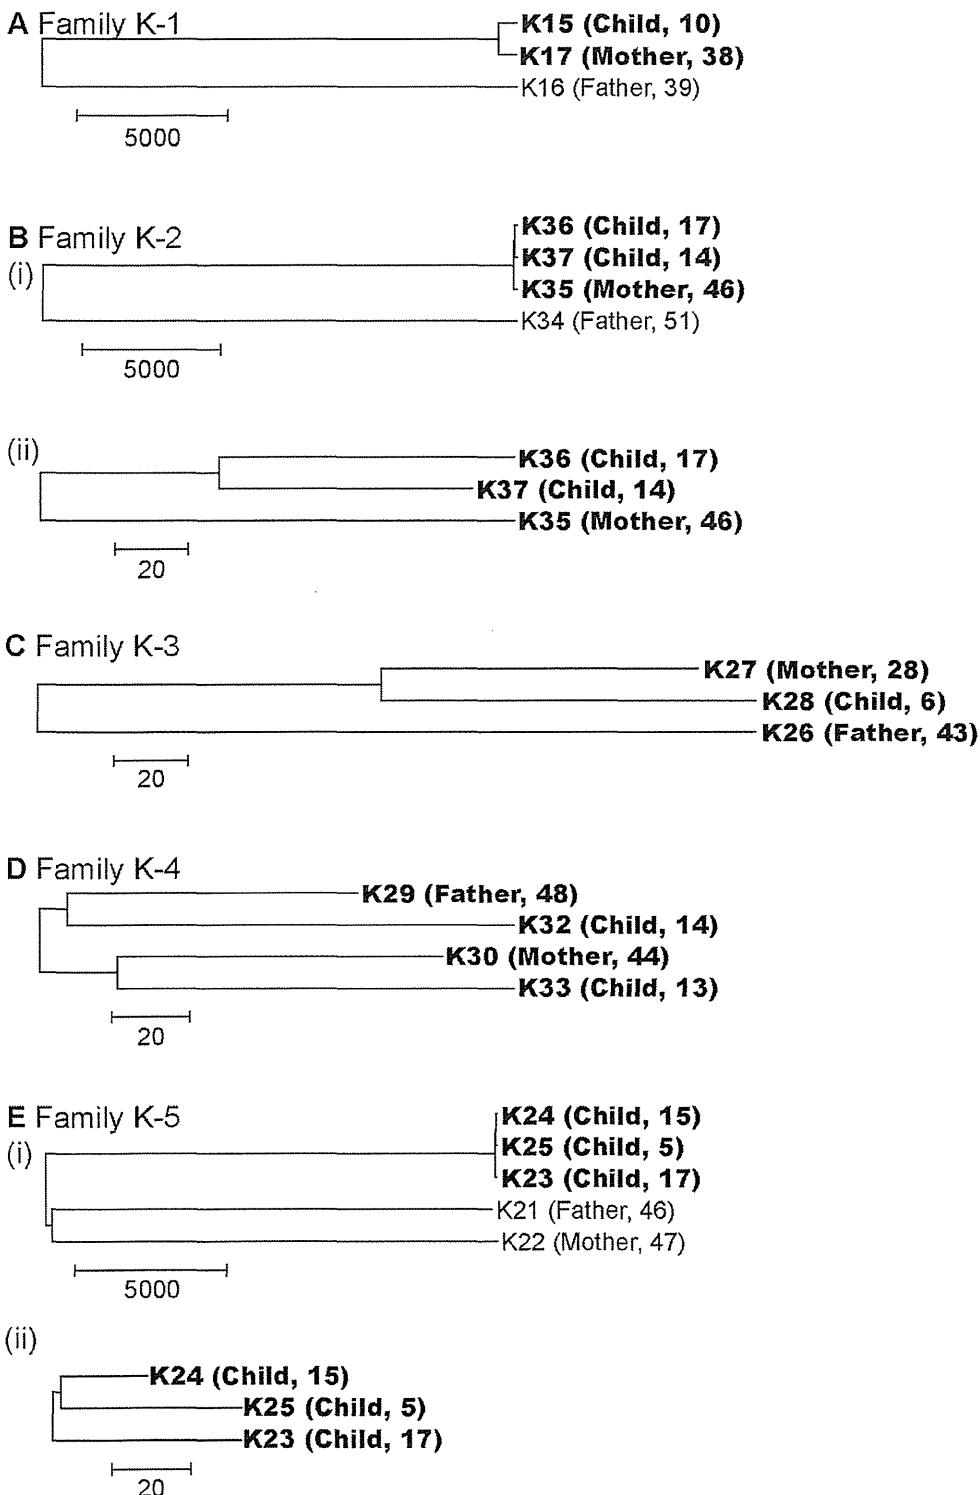 A Family K-1
K15 (Child, 10)
K17 (Mother, 38)
K16 (Father, 39)
5000
B Family K-2
(i)
K36 (Child, 17)
K37 (Child, 14)
K35 (Mother, 46)
K34 (Father, 51)
5000
(ii)
K36 (Child, 17)
K37 (Child, 14)
K35 (Mother, 46)
20
C Family K-3
K27 (Mother, 28)
K28 (Child, 6)
K26 (Father, 43)
20
D Family K-4
K29 (Father, 48)
K32 (Child, 14)
K30 (Mother, 44)
K33 (Child, 13)
20
E Family K-5
(i)
K24 (Child, 15)
K25 (Child, 5)
K23 (Child, 17)
K21 (Father, 46)
K22 (Mother, 47)
5000
(ii)
K24 (Child, 15)
K25 (Child, 5)
K23 (Child, 17)
20